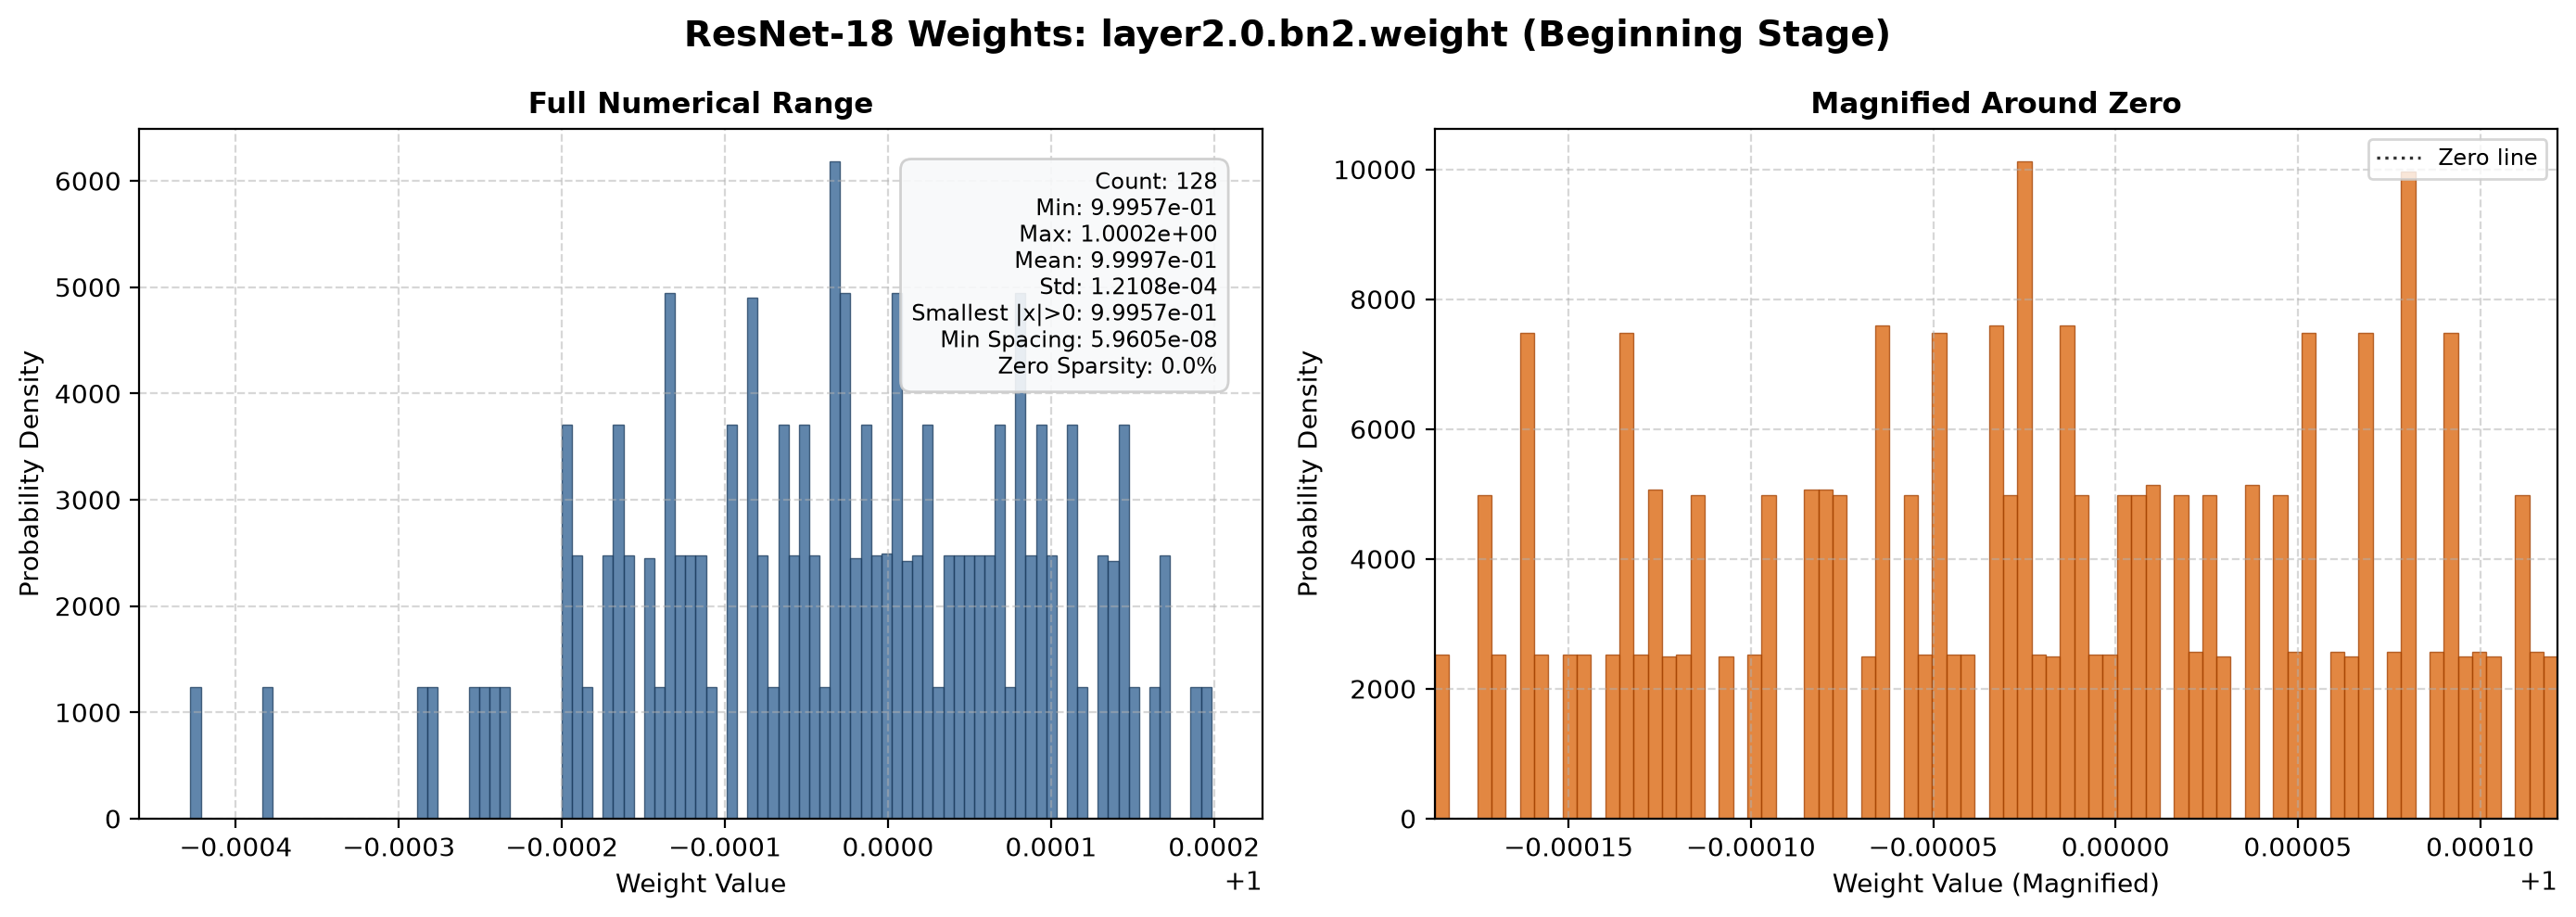 ResNet-18 Weights: layer2.0.bn2.weight (Beginning Stage)
Full Numerical Range
Probability Density
6000
5000
4000
3000
2000
1000
0
Count: 128
Min: 9.9957e-01
Max: 1.0002e+00
Mean: 9.9997e-01
Std: 1.2108e-04
Smallest |x|>0: 9.9957e-01
Min Spacing: 5.9605e-08
Zero Sparsity: 0.0%
−0.0004 −0.0003 −0.0002 −0.0001 0.0000 0.0001 0.0002
+1
Weight Value
Magnified Around Zero
Probability Density
10000
8000
6000
4000
2000
0
Zero line
−0.00015 −0.00010 −0.00005 0.00000 0.00005 0.00010
+1
Weight Value (Magnified)